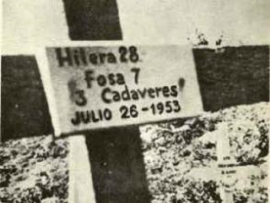 Hilera 28
Fosa 7
"3 Cadaveres"
JULIO 26-1953